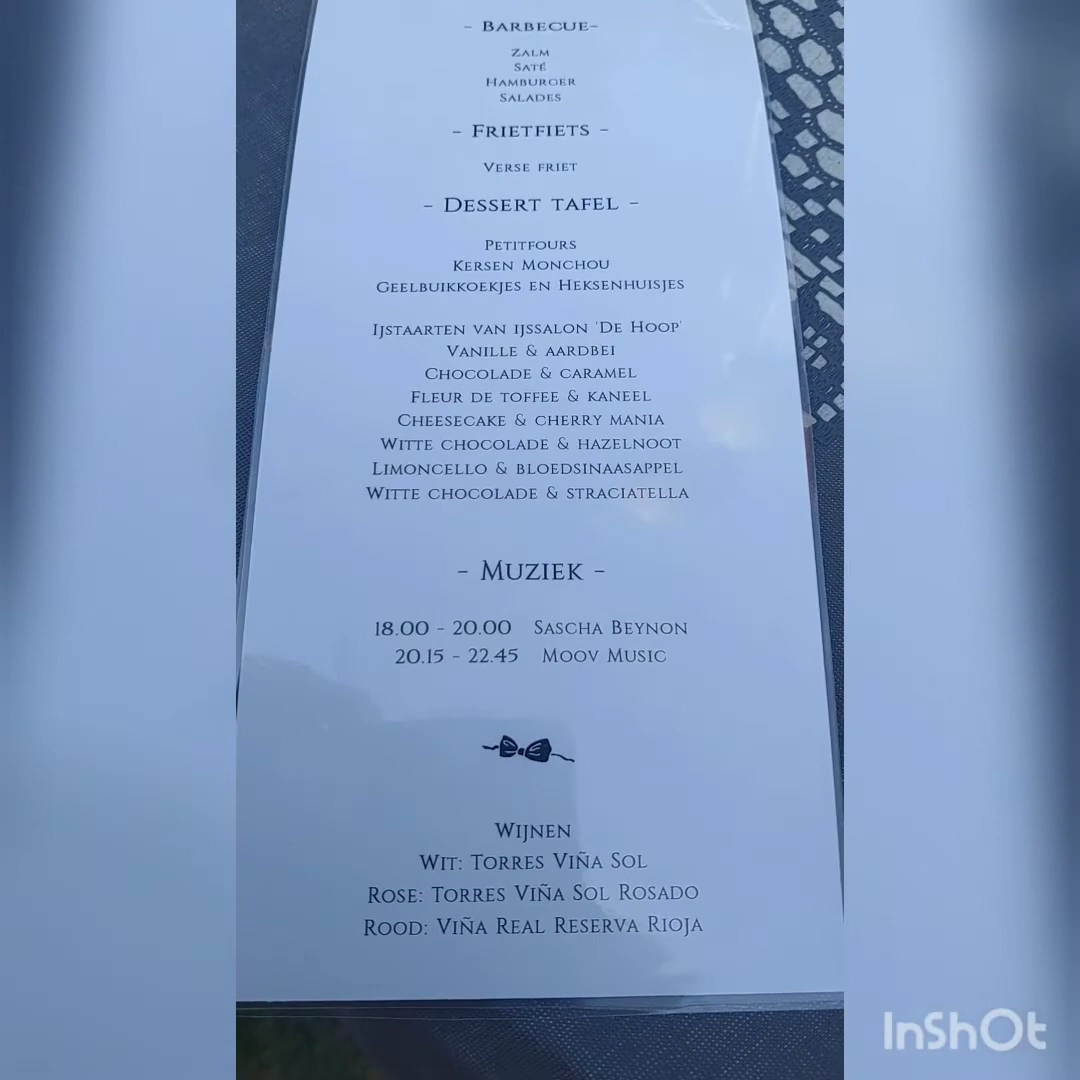 - Barbecue-
Zalm
Saté
Hamburger
Salades
- Frietfiets -
Verse friet
- Dessert tafel -
Petitfours
Kersen Monchou
Geelbuikkoekjes en Heksenhuisjes
Ijstaarten van ijssalon 'De Hoop'
Vanille & aardbei
Chocolade & caramel
Fleur de toffee & kaneel
Cheesecake & cherry mania
Witte chocolade & hazelnoot
Limoncello & bloedsinaasappel
Witte chocolade & straciatella
- Muziek -
18.00 - 20.00 Sascha Beynon
20.15 - 22.45 Moov Music
Wijnen
Wit: Torres Viña Sol
Rose: Torres Viña Sol Rosado
Rood: Viña Real Reserva Rioja
InShOt